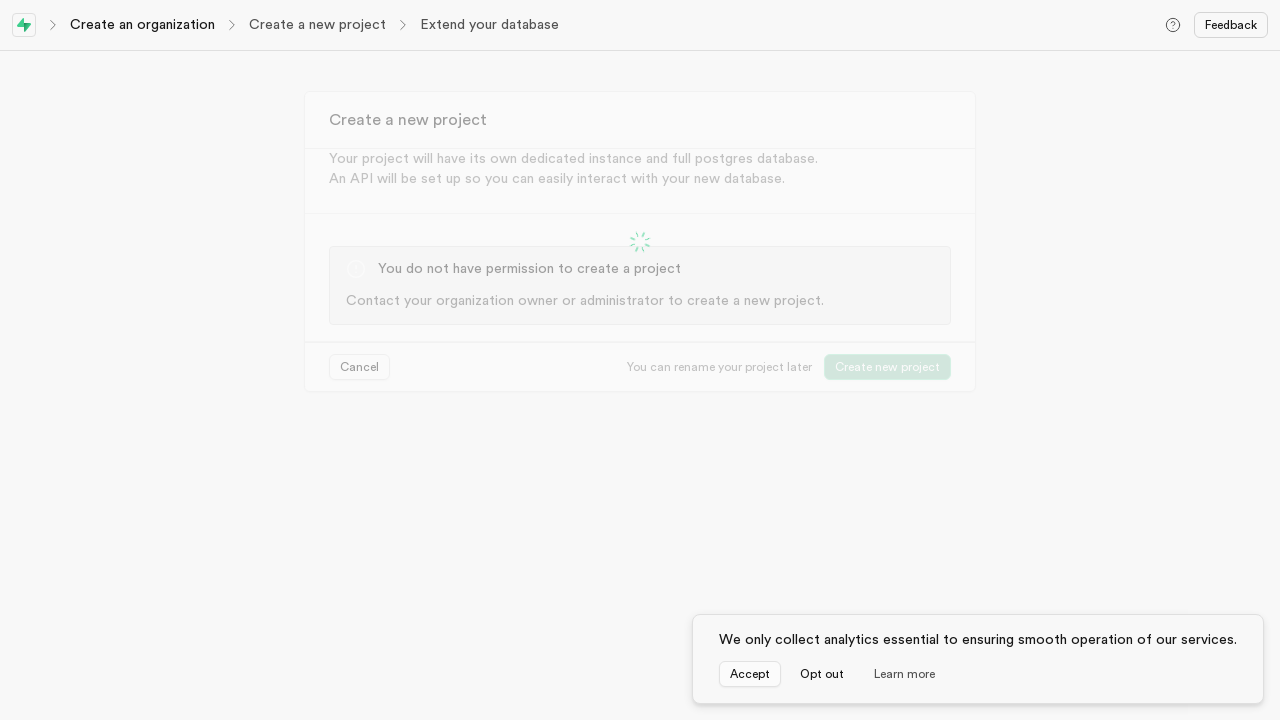 Create an organization
Create a new project
Extend your database
Feedback
Create a new project
Your project will have its own dedicated instance and full postgres database.
An API will be set up so you can easily interact with your new database.
You do not have permission to create a project
Contact your organization owner or administrator to create a new project.
Cancel
You can rename your project later
Create new project
We only collect analytics essential to ensuring smooth operation of our services.
Accept
Opt out
Learn more